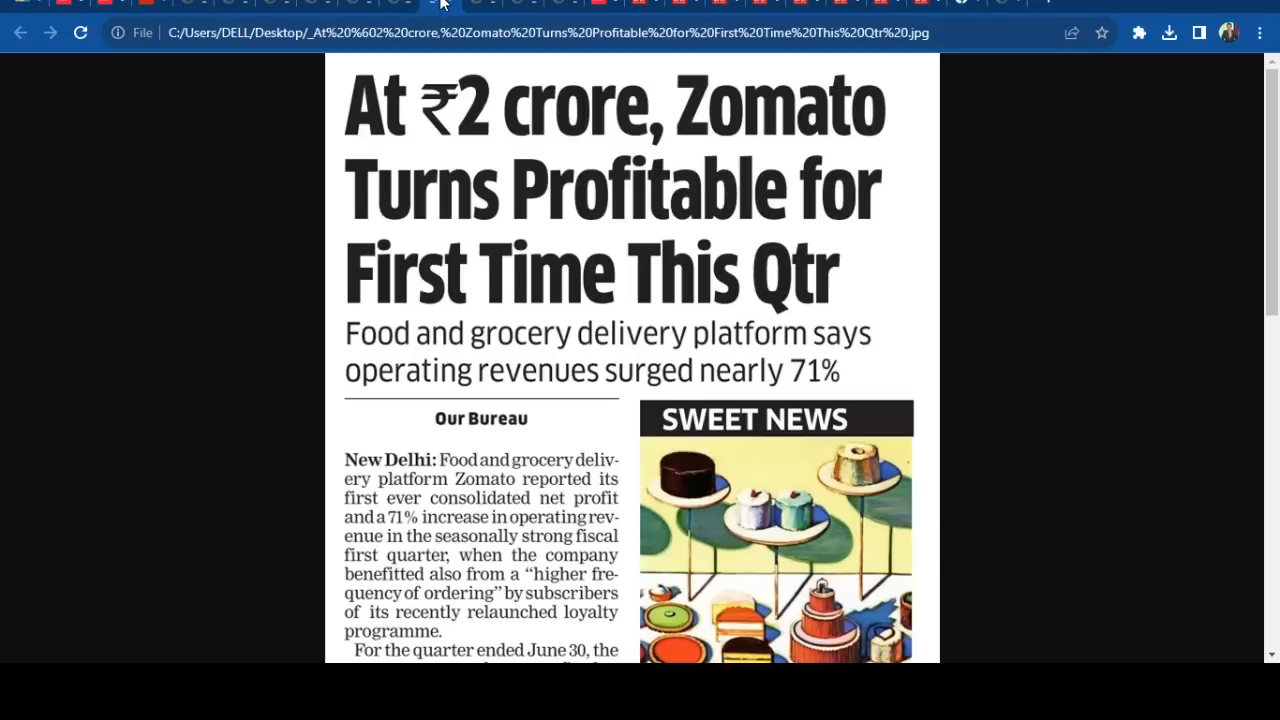 File
C:/Users/DELL/Desktop/_At%20%602%20crore,%20Zomato%20Turns%20Profitable%20for%20First%20Time%20This%20Qtr%20.jpg
At ₹2 crore, Zomato
Turns Profitable for
First Time This Qtr
Food and grocery delivery platform says
operating revenues surged nearly 71%
Our Bureau
New Delhi: Food and grocery deliv-
ery platform Zomato reported its
first ever consolidated net profit
and a 71% increase in operating rev-
enue in the seasonally strong fiscal
first quarter, when the company
benefitted also from a “higher fre-
quency of ordering” by subscribers
of its recently relaunched loyalty
programme.
For the quarter ended June 30, the
SWEET NEWS